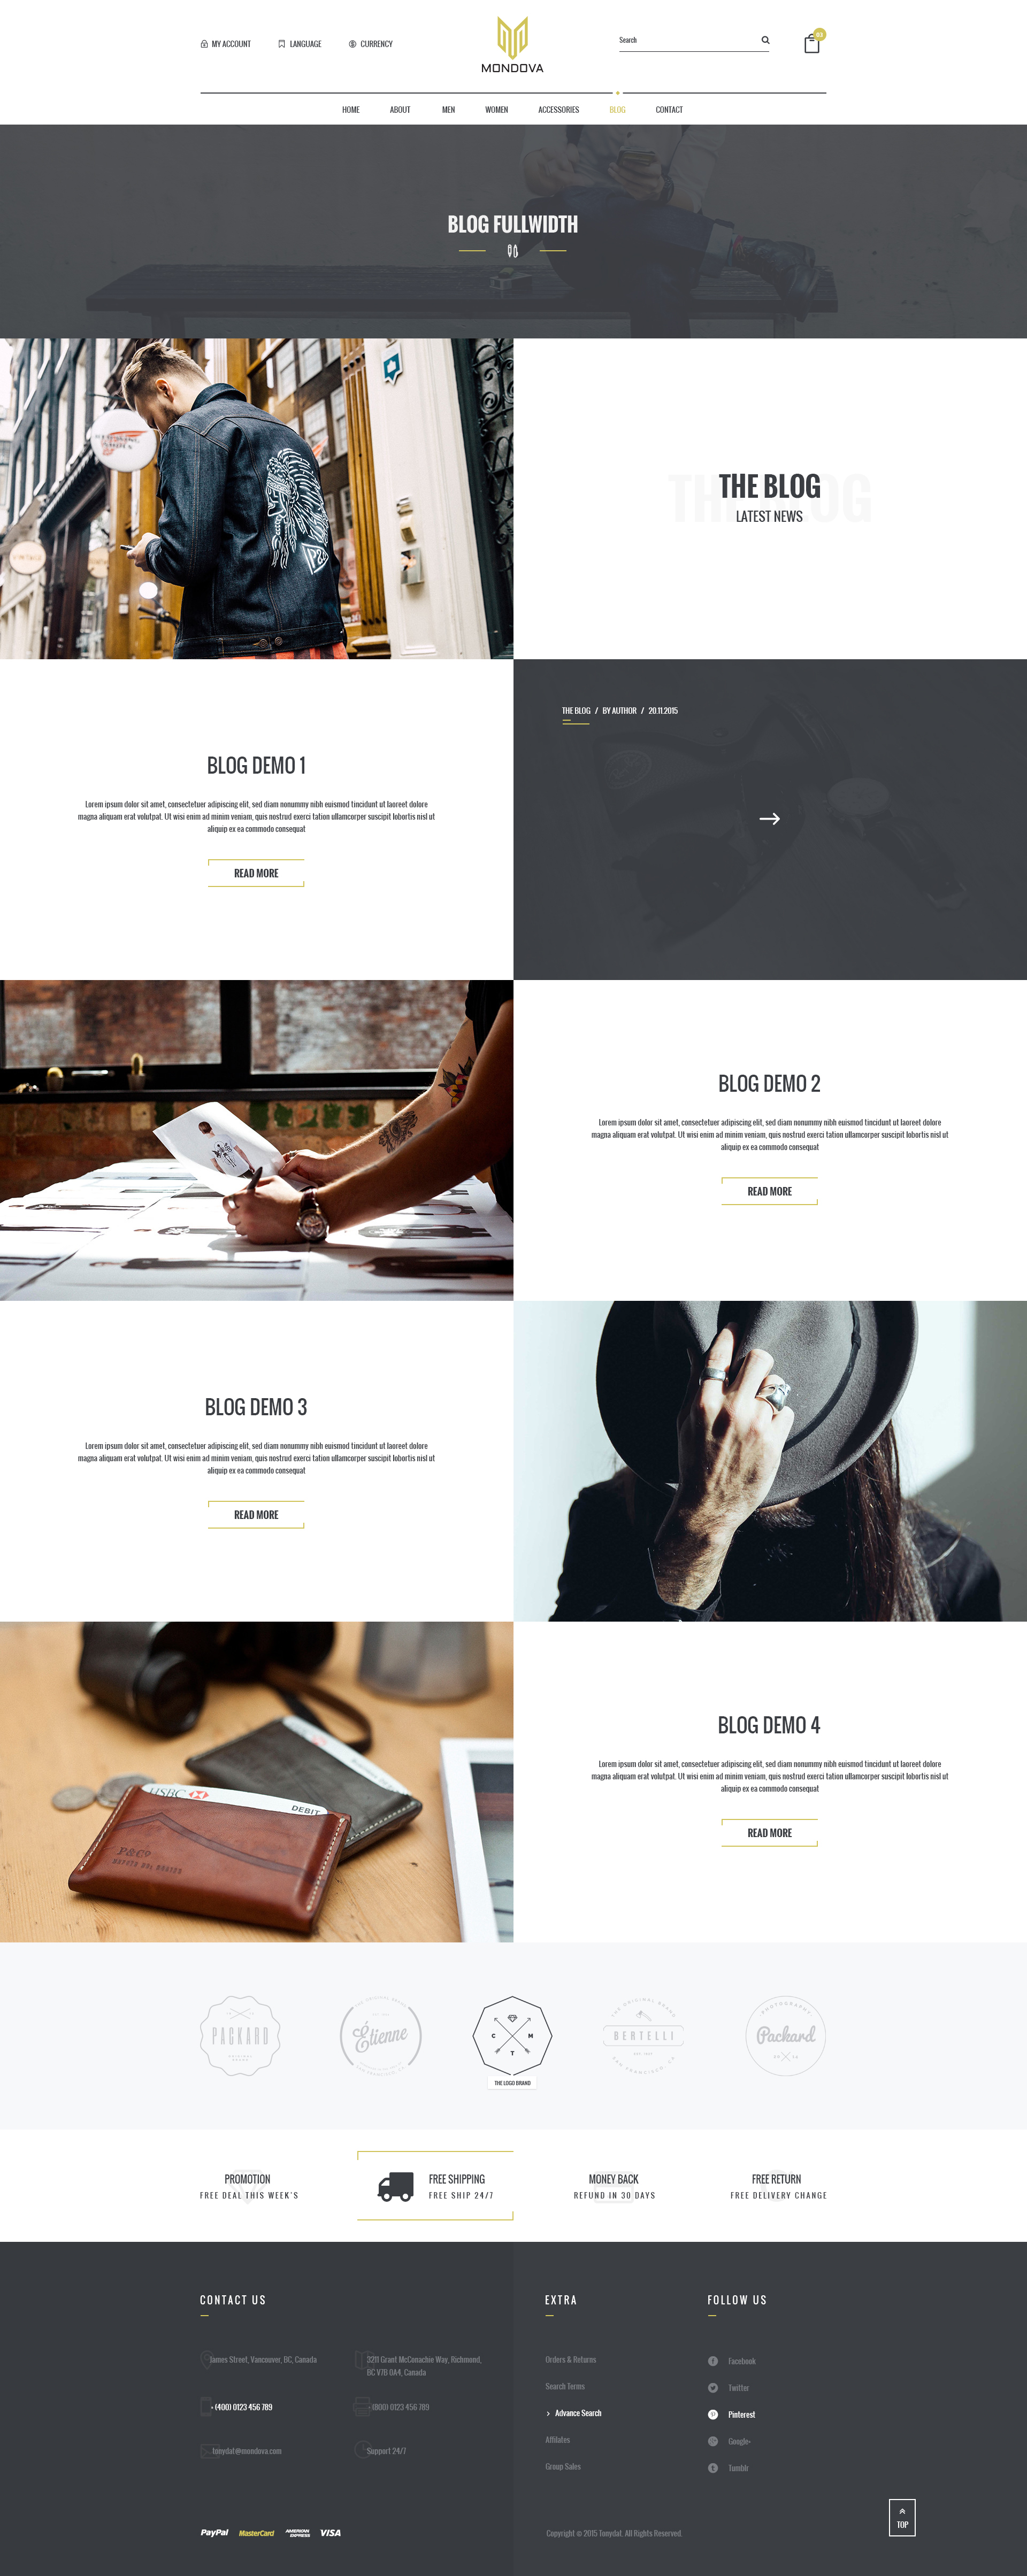 MY ACCOUNT
LANGUAGE
CURRENCY
MONDOVA
Search
03
HOME
ABOUT
MEN
WOMEN
ACCESSORIES
BLOG
CONTACT
BLOG FULLWIDTH
THE BLOG
LATEST NEWS
BLOG DEMO 1
Lorem ipsum dolor sit amet, consectetuer adipiscing elit, sed diam nonummy nibh euismod tincidunt ut laoreet dolore
magna aliquam erat volutpat. Ut wisi enim ad minim veniam, quis nostrud exerci tation ullamcorper suscipit lobortis nisl ut
aliquip ex ea commodo consequat
READ MORE
THE BLOG / BY AUTHOR / 20.11.2015
BLOG DEMO 2
Lorem ipsum dolor sit amet, consectetuer adipiscing elit, sed diam nonummy nibh euismod tincidunt ut laoreet dolore
magna aliquam erat volutpat. Ut wisi enim ad minim veniam, quis nostrud exerci tation ullamcorper suscipit lobortis nisl ut
aliquip ex ea commodo consequat
READ MORE
BLOG DEMO 3
Lorem ipsum dolor sit amet, consectetuer adipiscing elit, sed diam nonummy nibh euismod tincidunt ut laoreet dolore
magna aliquam erat volutpat. Ut wisi enim ad minim veniam, quis nostrud exerci tation ullamcorper suscipit lobortis nisl ut
aliquip ex ea commodo consequat
READ MORE
HSBC
DEBIT
P&Co
BLOG DEMO 4
Lorem ipsum dolor sit amet, consectetuer adipiscing elit, sed diam nonummy nibh euismod tincidunt ut laoreet dolore
magna aliquam erat volutpat. Ut wisi enim ad minim veniam, quis nostrud exerci tation ullamcorper suscipit lobortis nisl ut
aliquip ex ea commodo consequat
READ MORE
PACKARD
Étienne
C M
T
THE LOGO BRAND
THE ORIGINAL BRAND
BERTELLI
SAN FRANCISCO, CA
PHOTOGRAPHY
Packard
PROMOTION
FREE DEAL THIS WEEK'S
FREE SHIPPING
FREE SHIP 24/7
MONEY BACK
REFUND IN 30 DAYS
FREE RETURN
FREE DELIVERY CHANGE
CONTACT US
James Street, Vancouver, BC, Canada
3211 Grant McConachie Way, Richmond,
BC V7B 0A4, Canada
+ (400) 0123 456 789
+ (800) 0123 456 789
tonydat@mondova.com
Support 24/7
PayPal
MasterCard
AMERICAN EXPRESS
VISA
EXTRA
Orders & Returns
Search Terms
> Advance Search
Affilates
Group Sales
FOLLOW US
Facebook
Twitter
Pinterest
Google+
Tumblr
Copyright © 2015 Tonydat. All Rights Reserved.
TOP